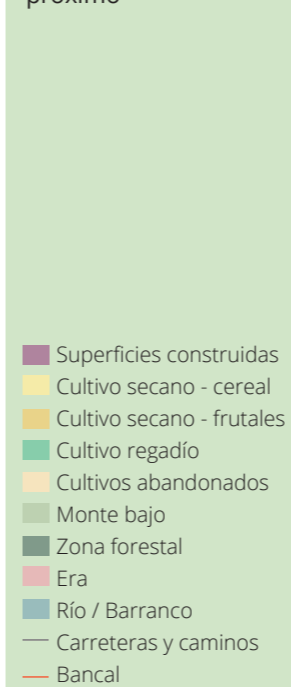 próximo
Superficies construidas
Cultivo secano - cereal
Cultivo secano - frutales
Cultivo regadío
Cultivos abandonados
Monte bajo
Zona forestal
Era
Río / Barranco
Carreteras y caminos
Bancal